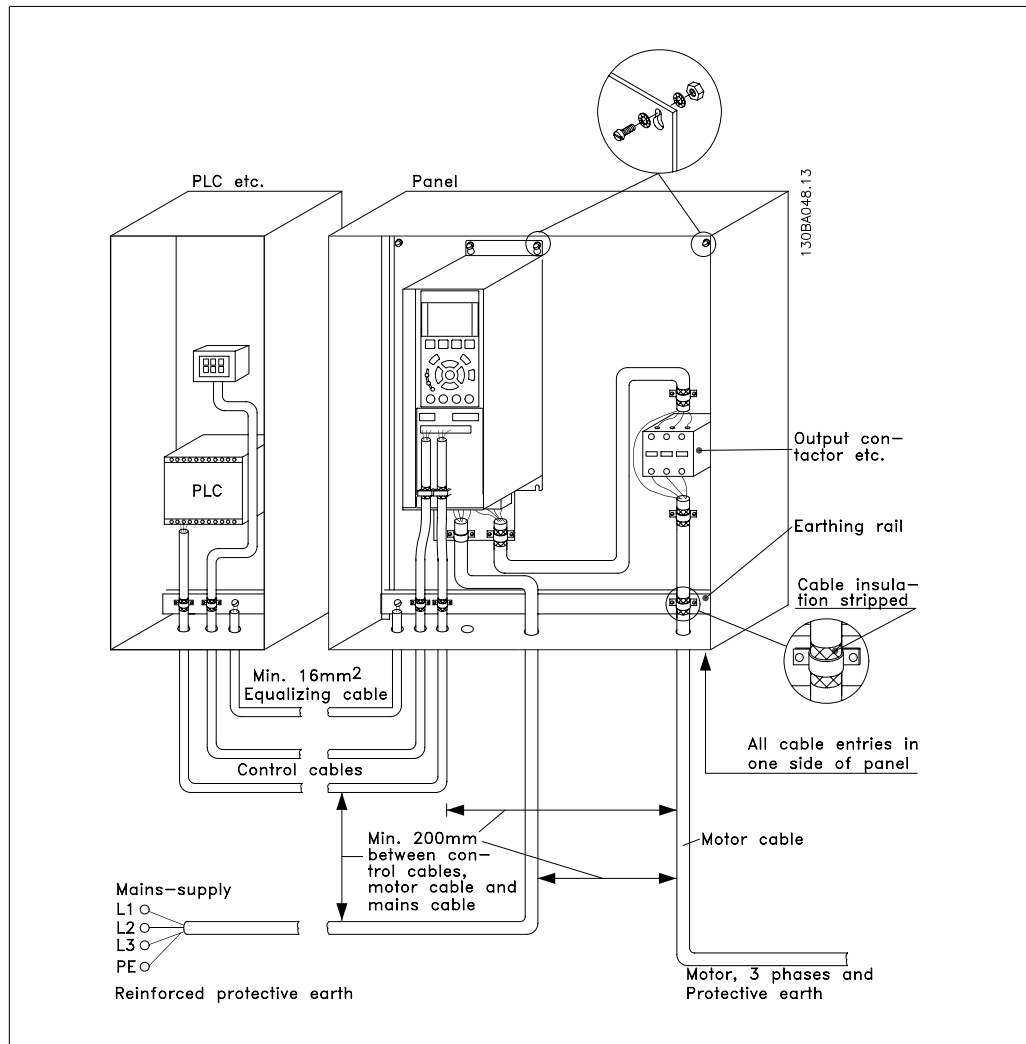 PLC etc.
Panel
130BA048.13
PLC
Output con-
tactor etc.
Earthing rail
Cable insula-
tion stripped
Min. 16mm2
Equalizing cable
All cable entries in
one side of panel
Control cables
Min. 200mm
between con-
trol cables,
motor cable and
mains cable
Motor cable
Mains-supply
L1
L2
L3
PE
Reinforced protective earth
Motor, 3 phases and
Protective earth